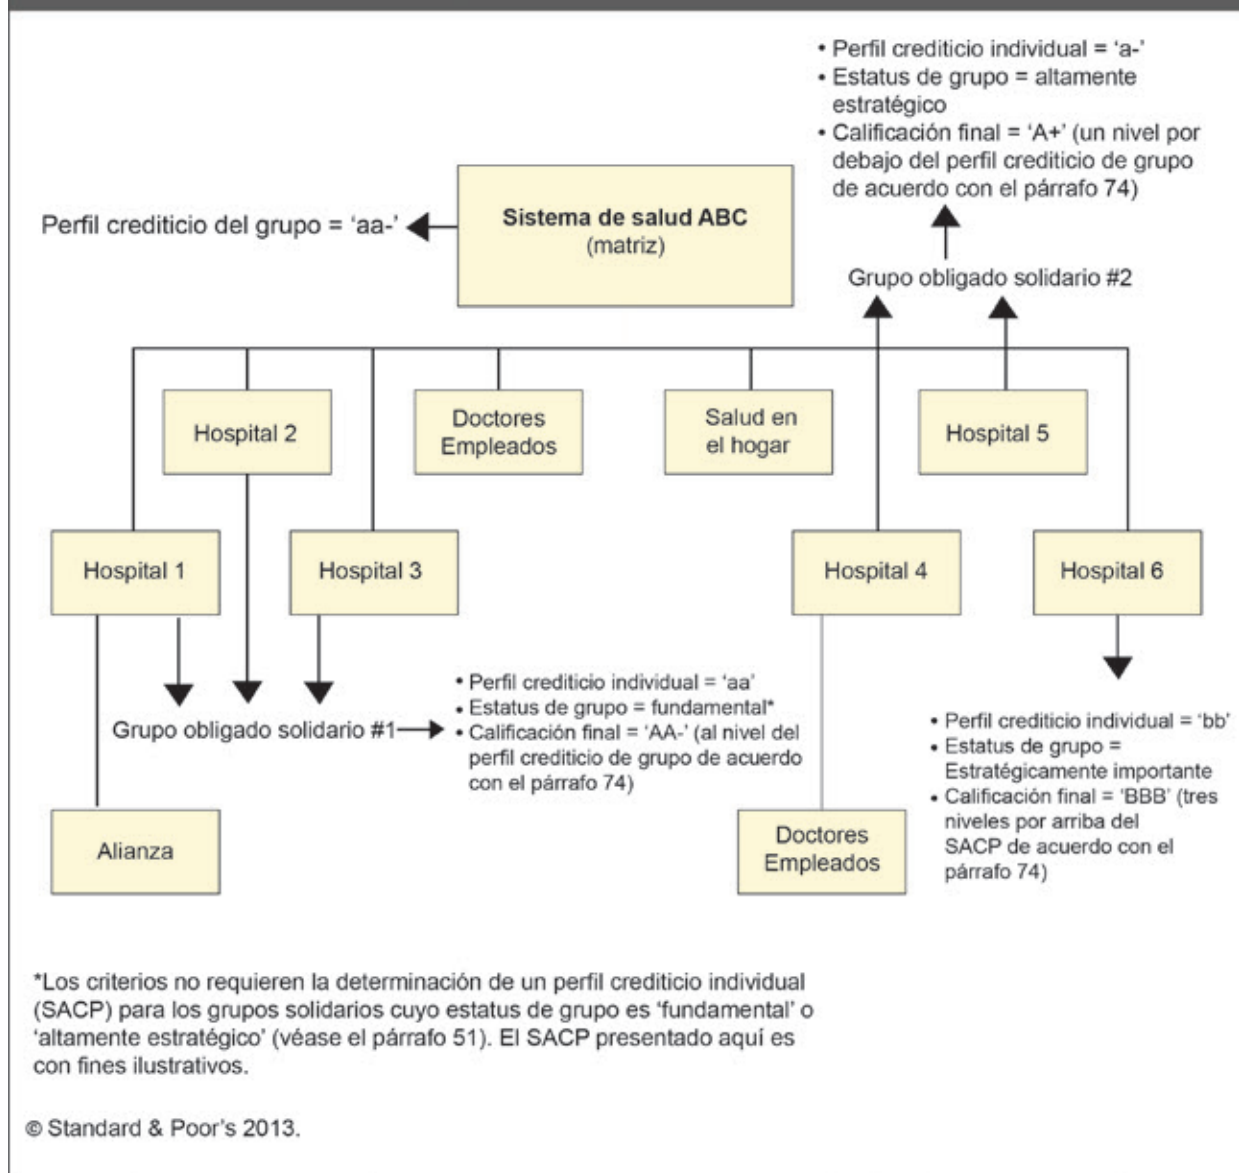 • Perfil crediticio individual = ‘a-’
• Estatus de grupo = altamente
estratégico
• Calificación final = ‘A+’ (un nivel por
debajo del perfil crediticio de grupo
de acuerdo con el párrafo 74)
Sistema de salud ABC
(matriz)
Perfil crediticio del grupo = ‘aa-’
Grupo obligado solidario #2
Hospital 2
Doctores
Empleados
Salud en
el hogar
Hospital 5
Hospital 1
Hospital 3
Hospital 4
Hospital 6
Grupo obligado solidario #1
• Perfil crediticio individual = ‘aa’
• Estatus de grupo = fundamental*
• Calificación final = ‘AA-’ (al nivel del
perfil crediticio de grupo de acuerdo
con el párrafo 74)
• Perfil crediticio individual = ‘bb’
• Estatus de grupo =
Estratégicamente importante
• Calificación final = ‘BBB’ (tres
niveles por arriba del
SACP de acuerdo con el
párrafo 74)
Alianza
Doctores
Empleados
*Los criterios no requieren la determinación de un perfil crediticio individual
(SACP) para los grupos solidarios cuyo estatus de grupo es ‘fundamental’ o
‘altamente estratégico’ (véase el párrafo 51). El SACP presentado aquí es
con fines ilustrativos.
© Standard & Poor’s 2013.